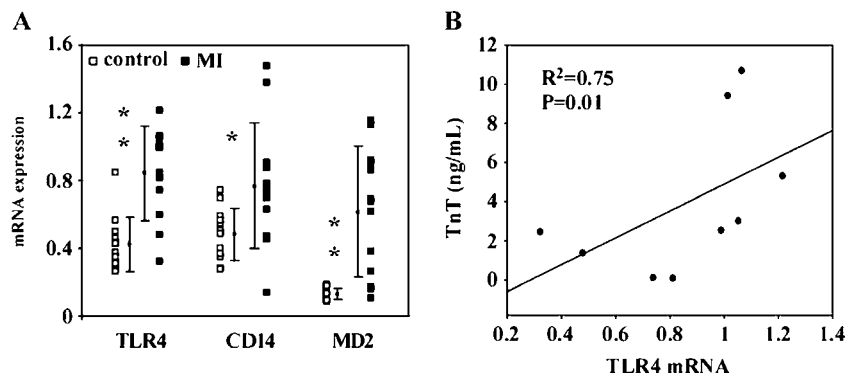 A
1.6
□ control ■ MI
1.2
0.8
0.4
0
mRNA expression
* *
*
* *
TLR4 CD14 MD2
B
12
10
8
6
4
2
0
TnT (ng/mL)
R²=0.75
P=0.01
0.2 0.4 0.6 0.8 1 1.2 1.4
TLR4 mRNA